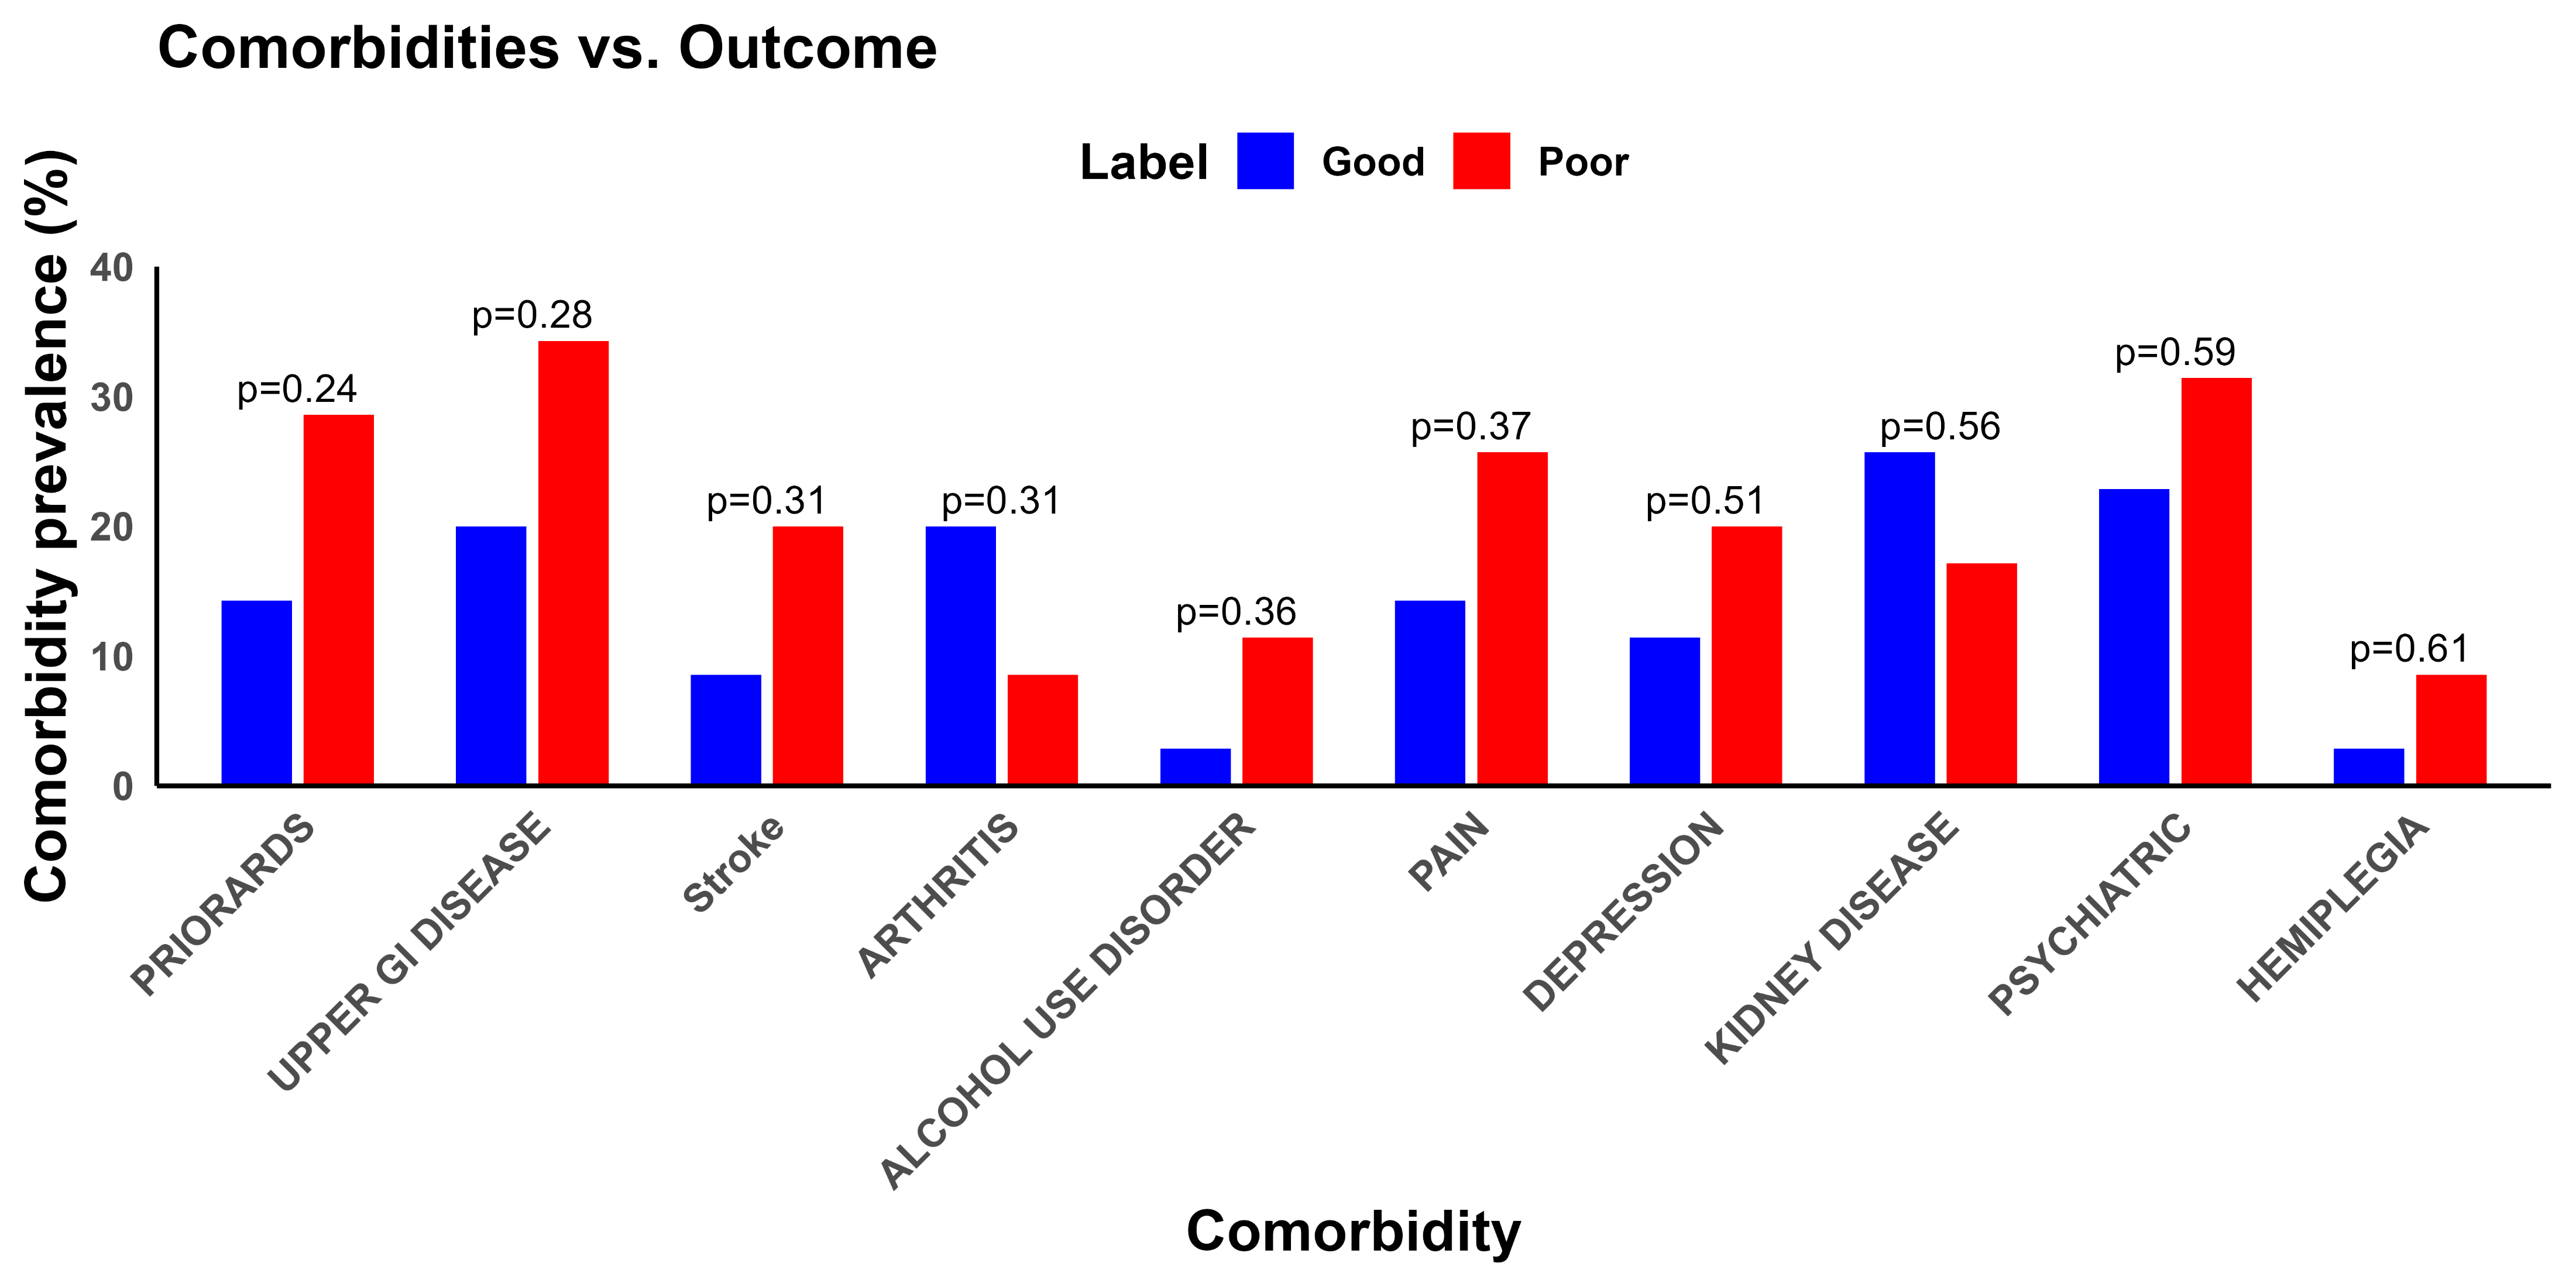 Comorbidities vs. Outcome
Label Good Poor
Comorbidity prevalence (%)
40
30
20
10
0
p=0.24
p=0.28
p=0.31
p=0.31
p=0.36
p=0.37
p=0.51
p=0.56
p=0.59
p=0.61
PRIORARDS
UPPER GI DISEASE
Stroke
ARTHRITIS
ALCOHOL USE DISORDER
PAIN
DEPRESSION
KIDNEY DISEASE
PSYCHIATRIC
HEMIPLEGIA
Comorbidity